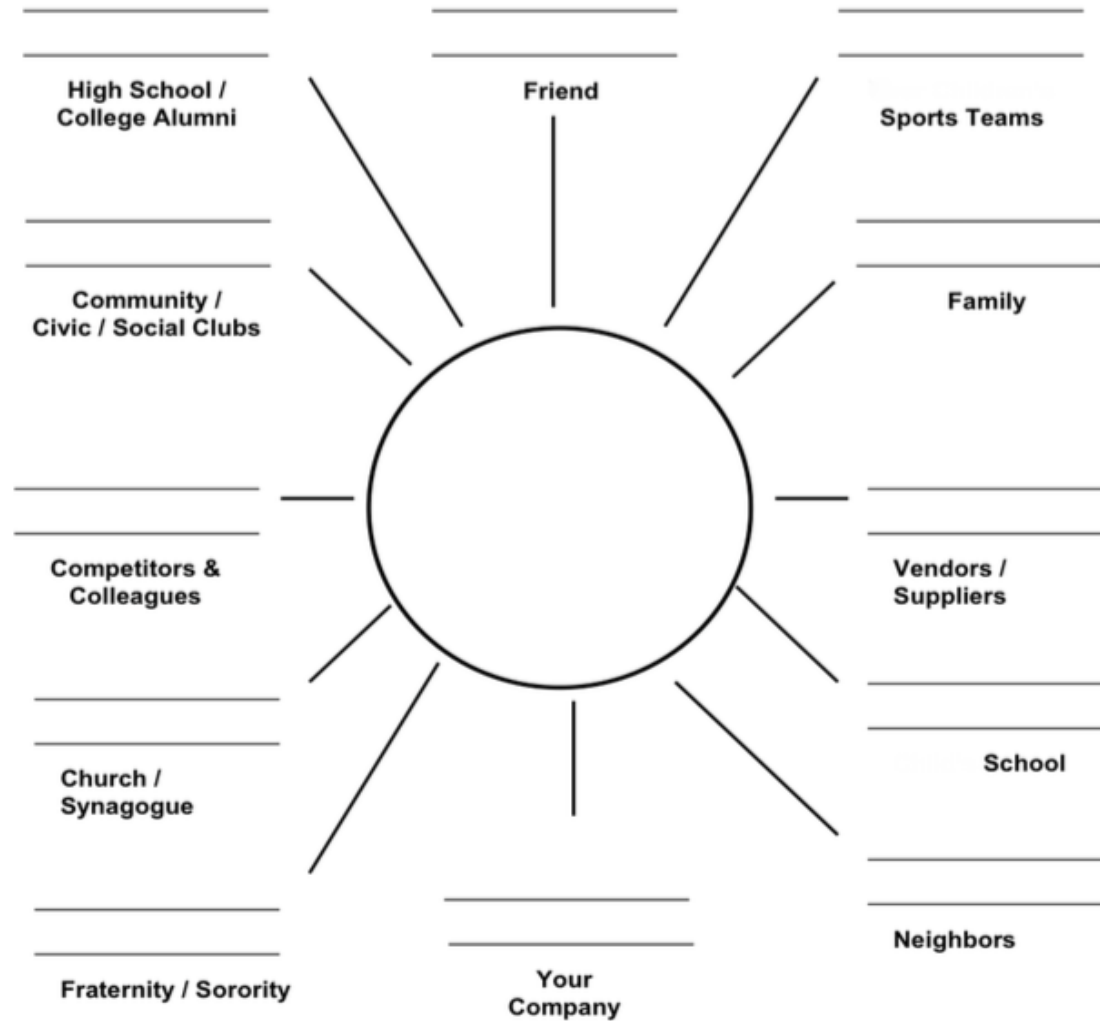 High School /
College Alumni
Friend
Sports Teams
Community /
Civic / Social Clubs
Family
Competitors &
Colleagues
Vendors /
Suppliers
Church /
Synagogue
School
Fraternity / Sorority
Your
Company
Neighbors